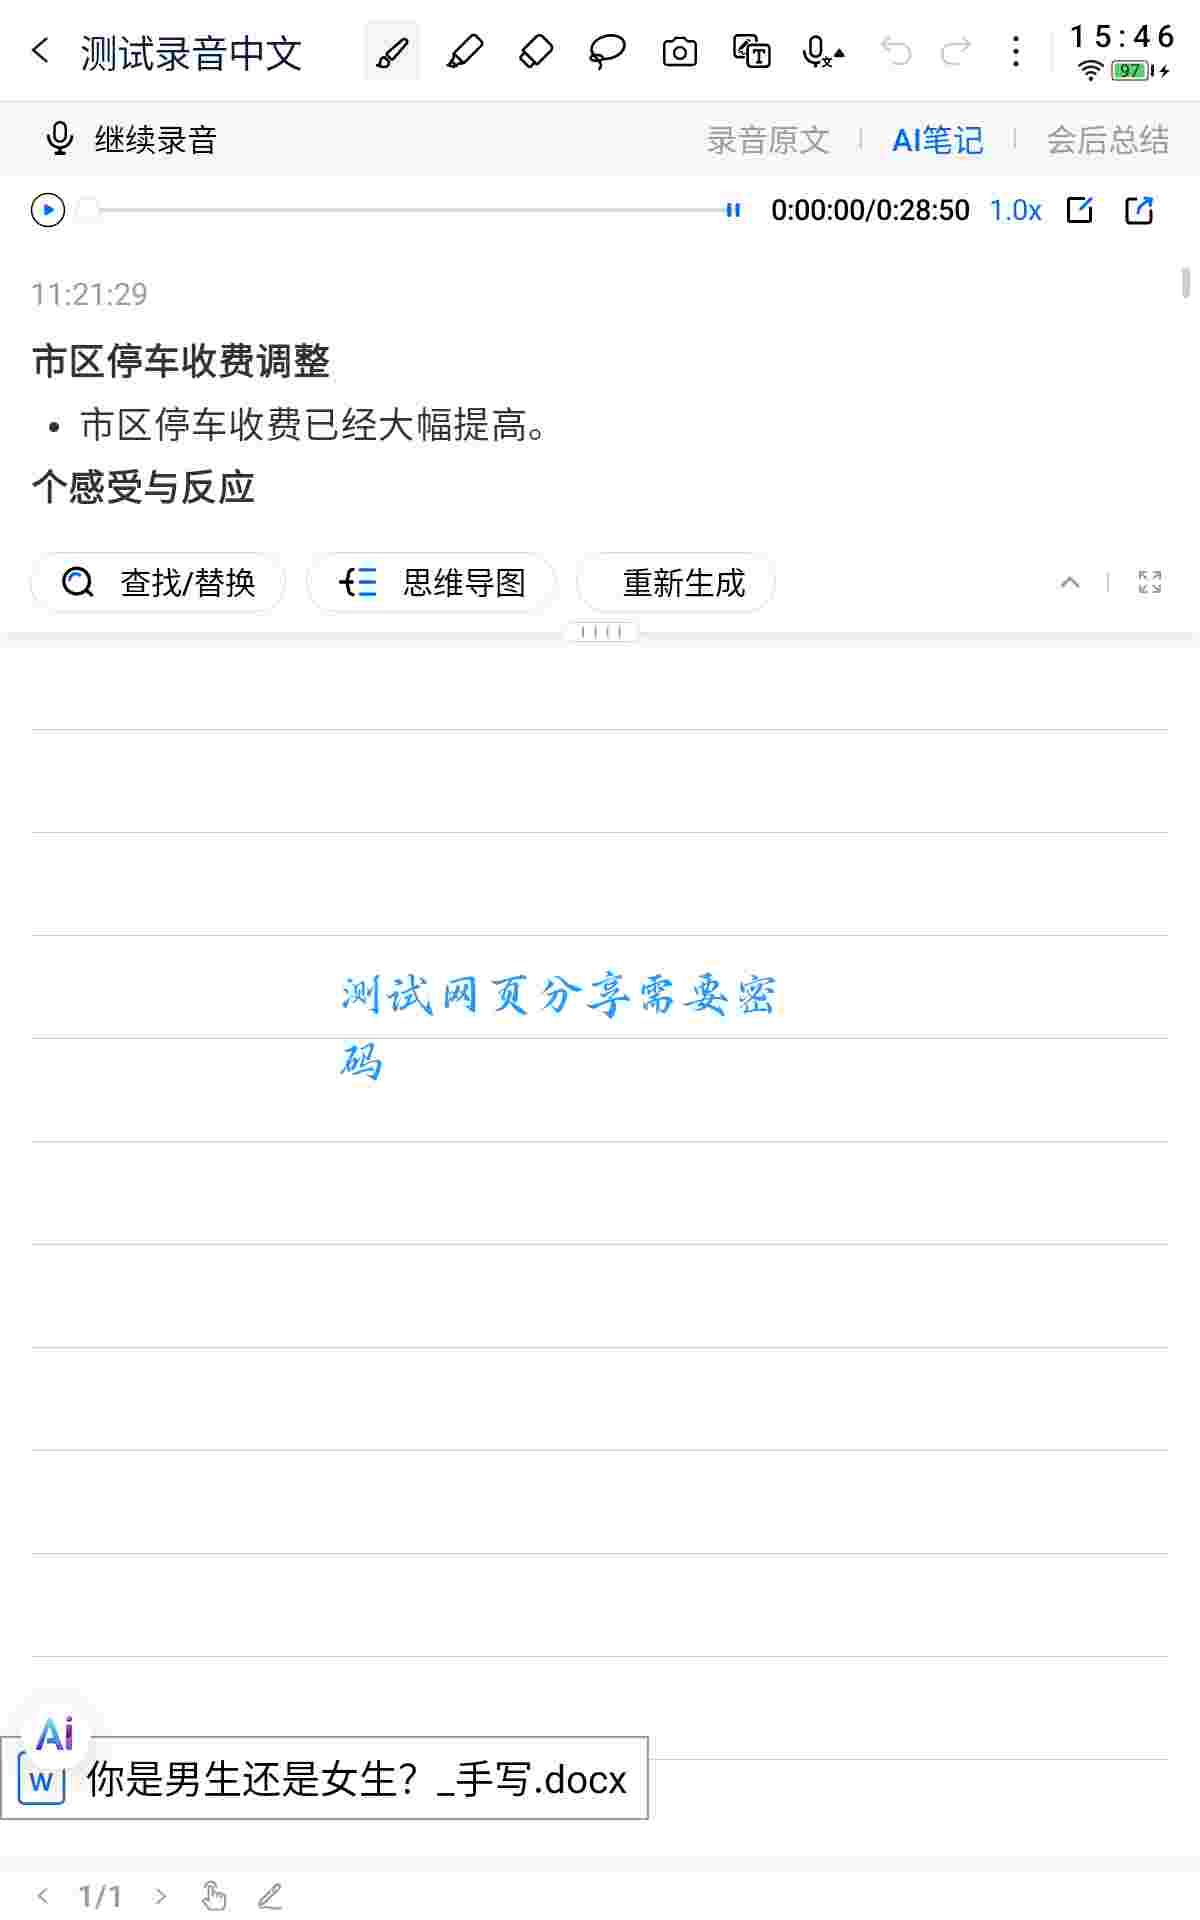 测试录音中文
15:46
97
继续录音
录音原文
AI笔记
会后总结
0:00:00/0:28:50
1.0x
11:21:29
市区停车收费调整
• 市区停车收费已经大幅提高。
个感受与反应
查找/替换
思维导图
重新生成
测试网页分享需要密
码
Ai
W 你是男生还是女生？_手写.docx
1/1